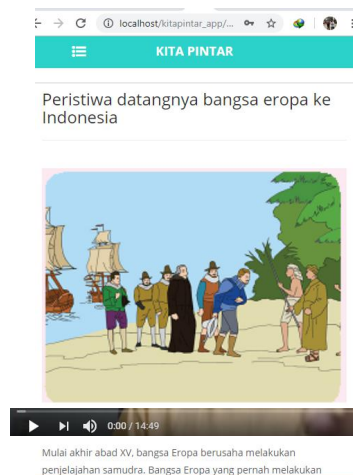 localhost/kitapintar_app/...
KITA PINTAR
Peristiwa datangnya bangsa eropa ke
Indonesia
0:00 / 14:49
Mulai akhir abad XV, bangsa Eropa berusaha melakukan
penjelajahan samudra. Bangsa Eropa yang pernah melakukan